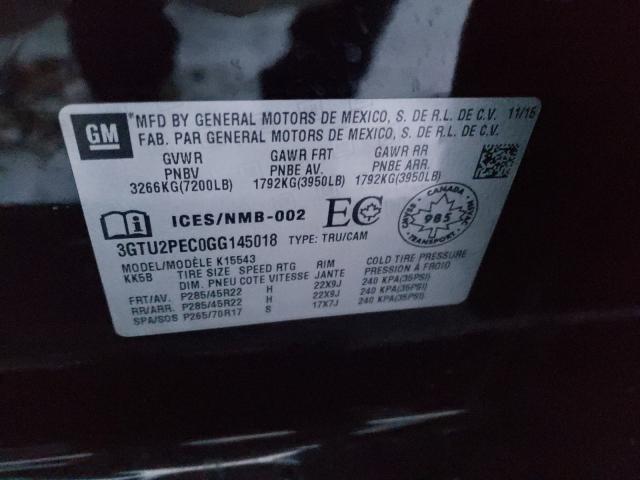 GM
*MFD BY GENERAL MOTORS DE MEXICO, S. DE R.L. DE C.V. 11/15
FAB. PAR GENERAL MOTORS DE MEXICO, S. DE R.L. DE C.V.
GVWR GAWR FRT GAWR RR
PNBV PNBE AV. PNBE ARR.
3266KG(7200LB) 1792KG(3950LB) 1792KG(3950LB)
ICES/NMB-002 EC
CANADA
985
TRANSPORT
3GTU2PEC0GG145018 TYPE: TRU/CAM
MODEL/MODÈLE K15543
KK5B TIRE SIZE SPEED RTG RIM COLD TIRE PRESSURE
DIM. PNEU COTE VITESSE JANTE PRESSION À FROID
FRT/AV. P285/45R22 H 22X9J 240 KPA(35PSI)
RR/ARR. P285/45R22 H 22X9J 240 KPA(35PSI)
SPA/SOS P265/70R17 S 17X7J 240 KPA(35PSI)